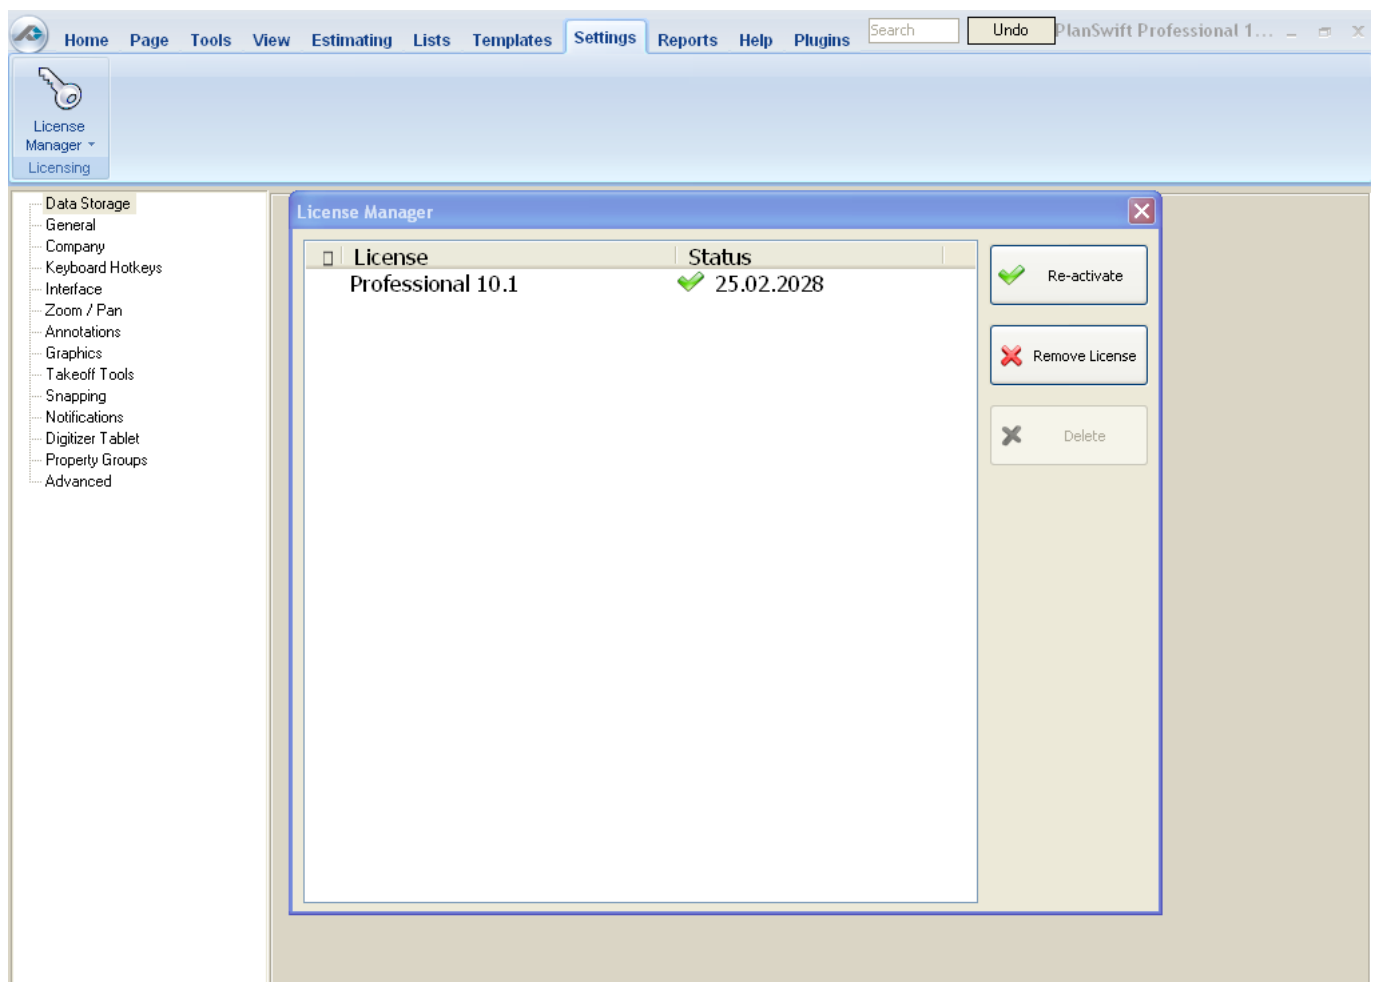 Home Page Tools View Estimating Lists Templates Settings Reports Help Plugins Search Undo PlanSwift Professional 1...
License
Manager
Licensing
Data Storage
General
Company
Keyboard Hotkeys
Interface
Zoom / Pan
Annotations
Graphics
Takeoff Tools
Snapping
Notifications
Digitizer Tablet
Property Groups
Advanced
License Manager
License Status
Professional 10.1 25.02.2028
Re-activate
Remove License
Delete